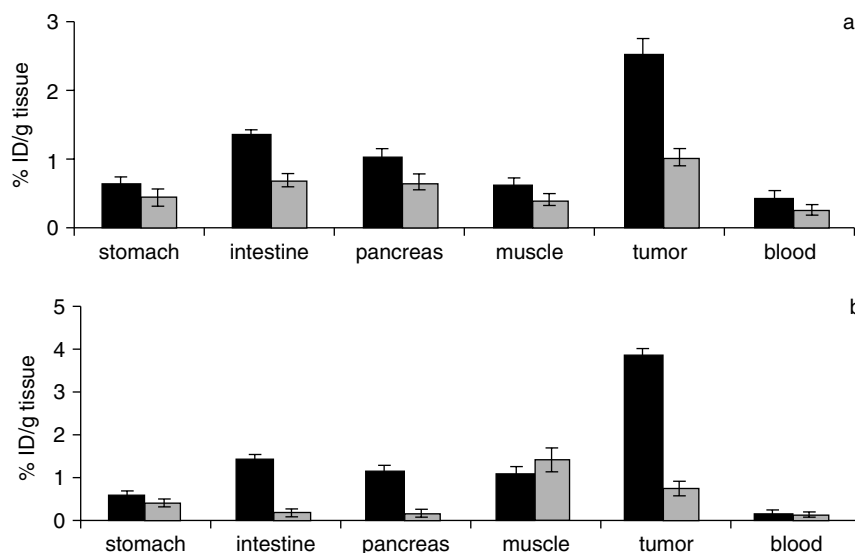 a
3
2
1
0
% ID/g tissue
stomach intestine pancreas muscle tumor blood
b
5
4
3
2
1
0
% ID/g tissue
stomach intestine pancreas muscle tumor blood